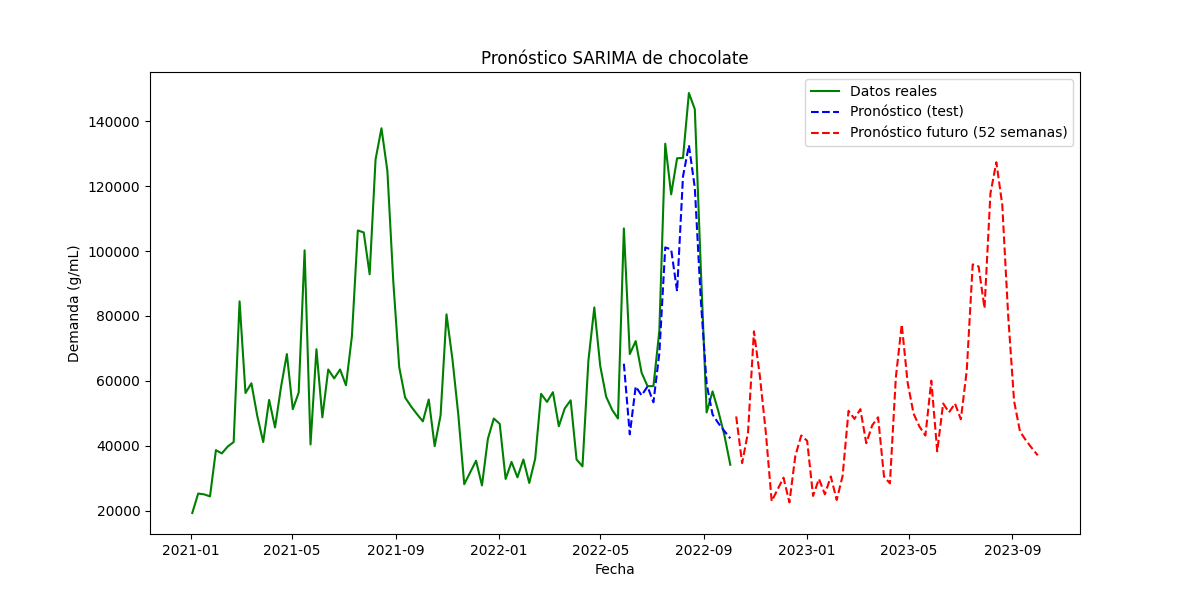 Pronóstico SARIMA de chocolate
Datos reales
Pronóstico (test)
Pronóstico futuro (52 semanas)
Demanda (g/mL)
140000
120000
100000
80000
60000
40000
20000
2021-01 2021-05 2021-09 2022-01 2022-05 2022-09 2023-01 2023-05 2023-09
Fecha